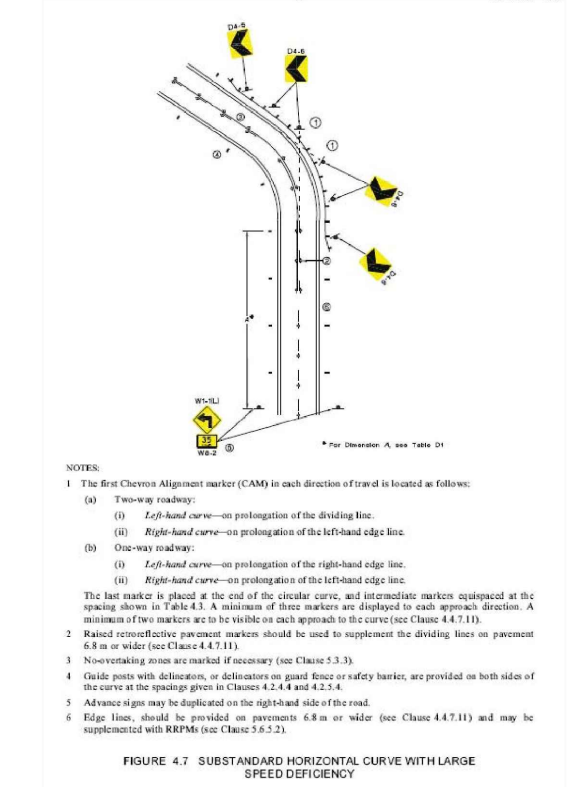 D4-6
D4-6
1
1
3
4
D4-6
D4-6
2
A*
6
W1-1(L)
35
W8-2
5
* For Dimension A, see Table D1
NOTES:
1 The first Chevron Alignment marker (CAM) in each direction of travel is located as follows:
(a) Two-way roadway:
(i) Left-hand curve—on prolongation of the dividing line.
(ii) Right-hand curve—on prolongation of the left-hand edge line.
(b) One-way roadway:
(i) Left-hand curve—on prolongation of the right-hand edge line.
(ii) Right-hand curve—on prolongation of the left-hand edge line.
The last marker is placed at the end of the circular curve, and intermediate markers equispaced at the
spacing shown in Table 4.3. A minimum of three markers are displayed to each approach direction. A
minimum of two markers are to be visible on each approach to the curve (see Clause 4.4.7.11).
2 Raised retroreflective pavement markers should be used to supplement the dividing lines on pavement
6.8 m or wider (see Clause 4.4.7.11).
3 No-overtaking zones are marked if necessary (see Clause 5.3.3).
4 Guide posts with delineators, or delineators on guard fence or safety barrier, are provided on both sides of
the curve at the spacings given in Clauses 4.2.4.4 and 4.2.5.4.
5 Advance signs may be duplicated on the right-hand side of the road.
6 Edge lines, should be provided on pavements 6.8 m or wider (see Clause 4.4.7.11) and may be
supplemented with RRPMs (see Clause 5.6.5.2).
FIGURE 4.7 SUBSTANDARD HORIZONTAL CURVE WITH LARGE
SPEED DEFICIENCY